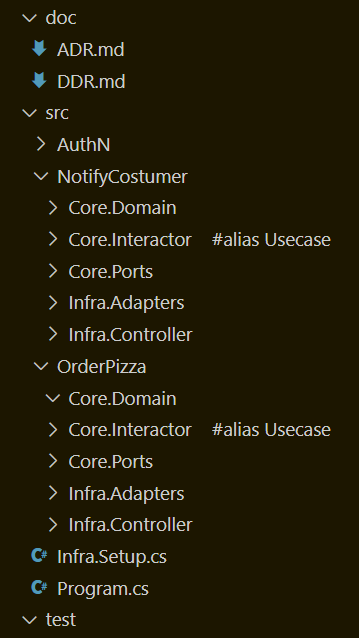 doc
ADR.md
DDR.md
src
AuthN
NotifyCostumer
Core.Domain
Core.Interactor #alias Usecase
Core.Ports
Infra.Adapters
Infra.Controller
OrderPizza
Core.Domain
Core.Interactor #alias Usecase
Core.Ports
Infra.Adapters
Infra.Controller
C# Infra.Setup.cs
C# Program.cs
test